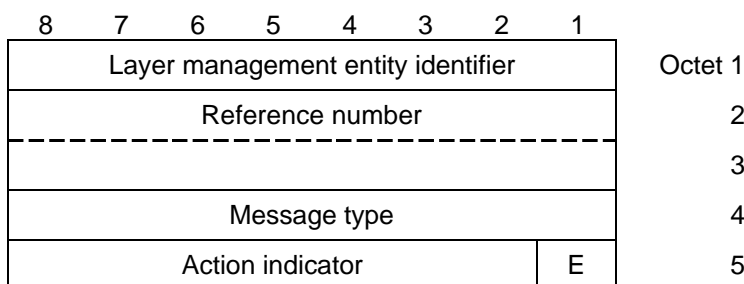 8 7 6 5 4 3 2 1
Layer management entity identifier Octet 1
Reference number 2
3
Message type 4
Action indicator E 5